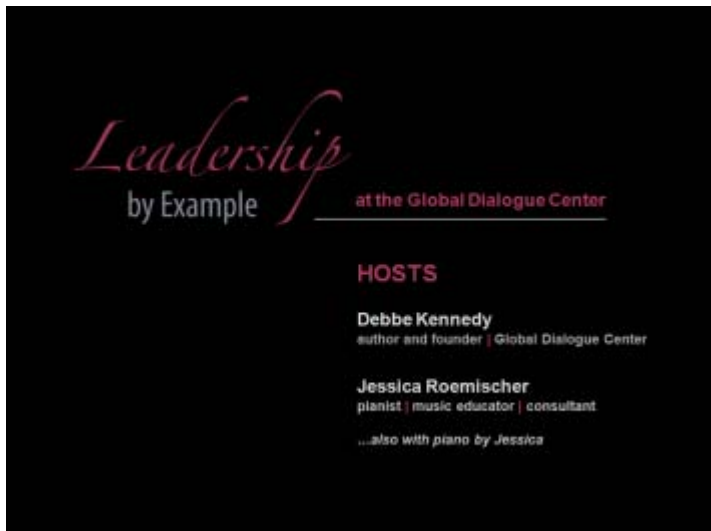 Leadership
by Example
at the Global Dialogue Center
HOSTS
Debbe Kennedy
author and founder | Global Dialogue Center
Jessica Roemischer
pianist | music educator | consultant
...also with piano by Jessica